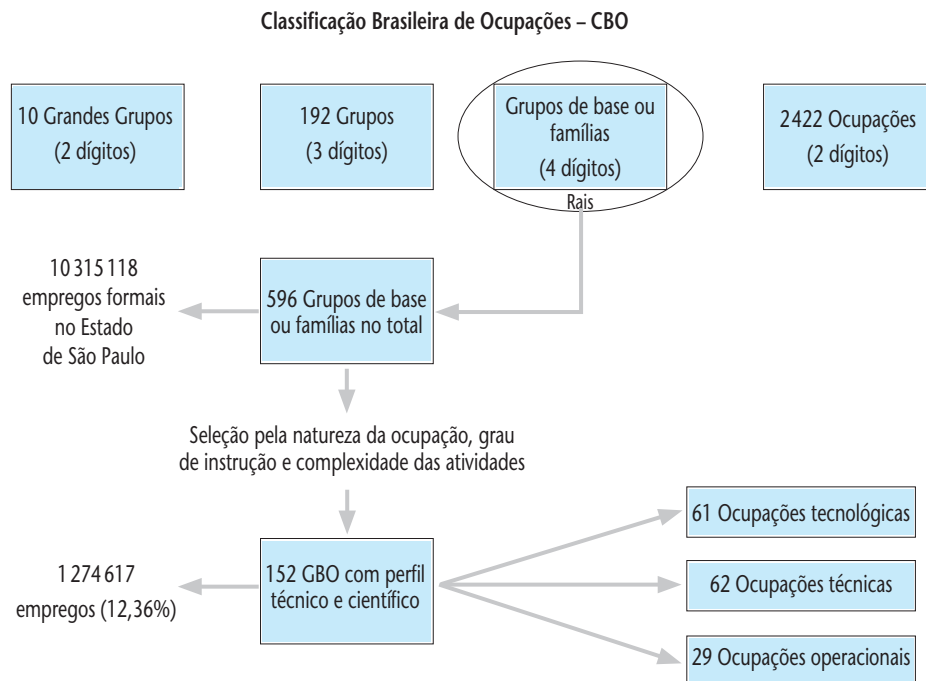 Classificação Brasileira de Ocupações – CBO
10 Grandes Grupos
(2 dígitos)
192 Grupos
(3 dígitos)
Grupos de base ou
famílias
(4 dígitos)
Rais
2 422 Ocupações
(2 dígitos)
10 315 118
empregos formais
no Estado
de São Paulo
596 Grupos de base
ou famílias no total
Seleção pela natureza da ocupação, grau
de instrução e complexidade das atividades
1 274 617
empregos (12,36%)
152 GBO com perfil
técnico e científico
61 Ocupações tecnológicas
62 Ocupações técnicas
29 Ocupações operacionais